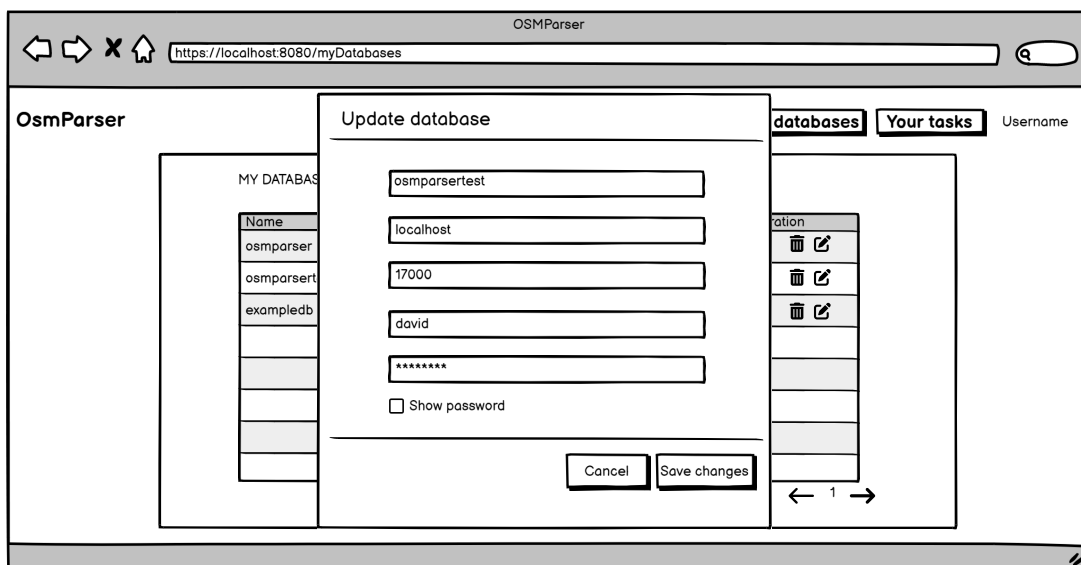 OSMParser
https://localhost:8080/myDatabases
OsmParser
Update database
databases
Your tasks
Username
MY DATABAS
osmparsertest
Name
ration
localhost
osmparser
osmparsert
17000
exampledb
david
********
Show password
Cancel
Save changes
1